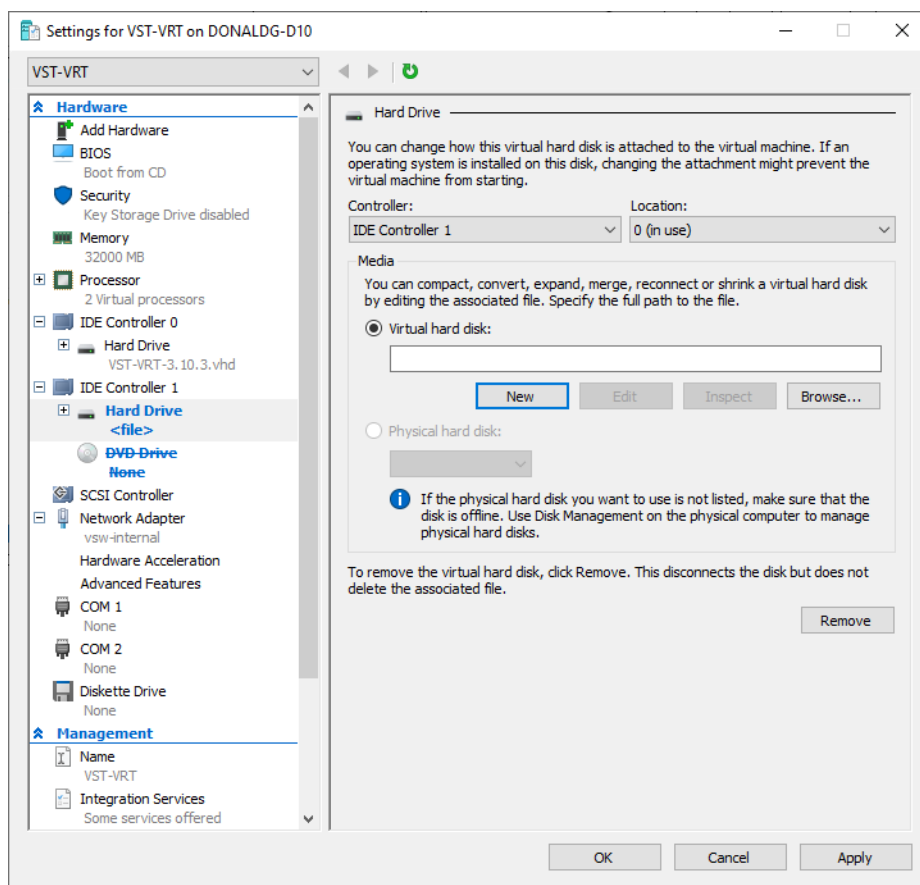 Settings for VST-VRT on DONALDG-D10
VST-VRT
Hardware
Add Hardware
BIOS
Boot from CD
Security
Key Storage Drive disabled
Memory
32000 MB
Processor
2 Virtual processors
IDE Controller 0
Hard Drive
VST-VRT-3.10.3.vhd
IDE Controller 1
Hard Drive
<file>
DVD Drive
None
SCSI Controller
Network Adapter
vsw-internal
Hardware Acceleration
Advanced Features
COM 1
None
COM 2
None
Diskette Drive
None
Management
Name
VST-VRT
Integration Services
Some services offered
Hard Drive
You can change how this virtual hard disk is attached to the virtual machine. If an
operating system is installed on this disk, changing the attachment might prevent the
virtual machine from starting.
Controller: Location:
IDE Controller 1 0 (in use)
Media
You can compact, convert, expand, merge, reconnect or shrink a virtual hard disk
by editing the associated file. Specify the full path to the file.
Virtual hard disk:
New Edit Inspect Browse...
Physical hard disk:
If the physical hard disk you want to use is not listed, make sure that the
disk is offline. Use Disk Management on the physical computer to manage
physical hard disks.
To remove the virtual hard disk, click Remove. This disconnects the disk but does not
delete the associated file.
Remove
OK Cancel Apply